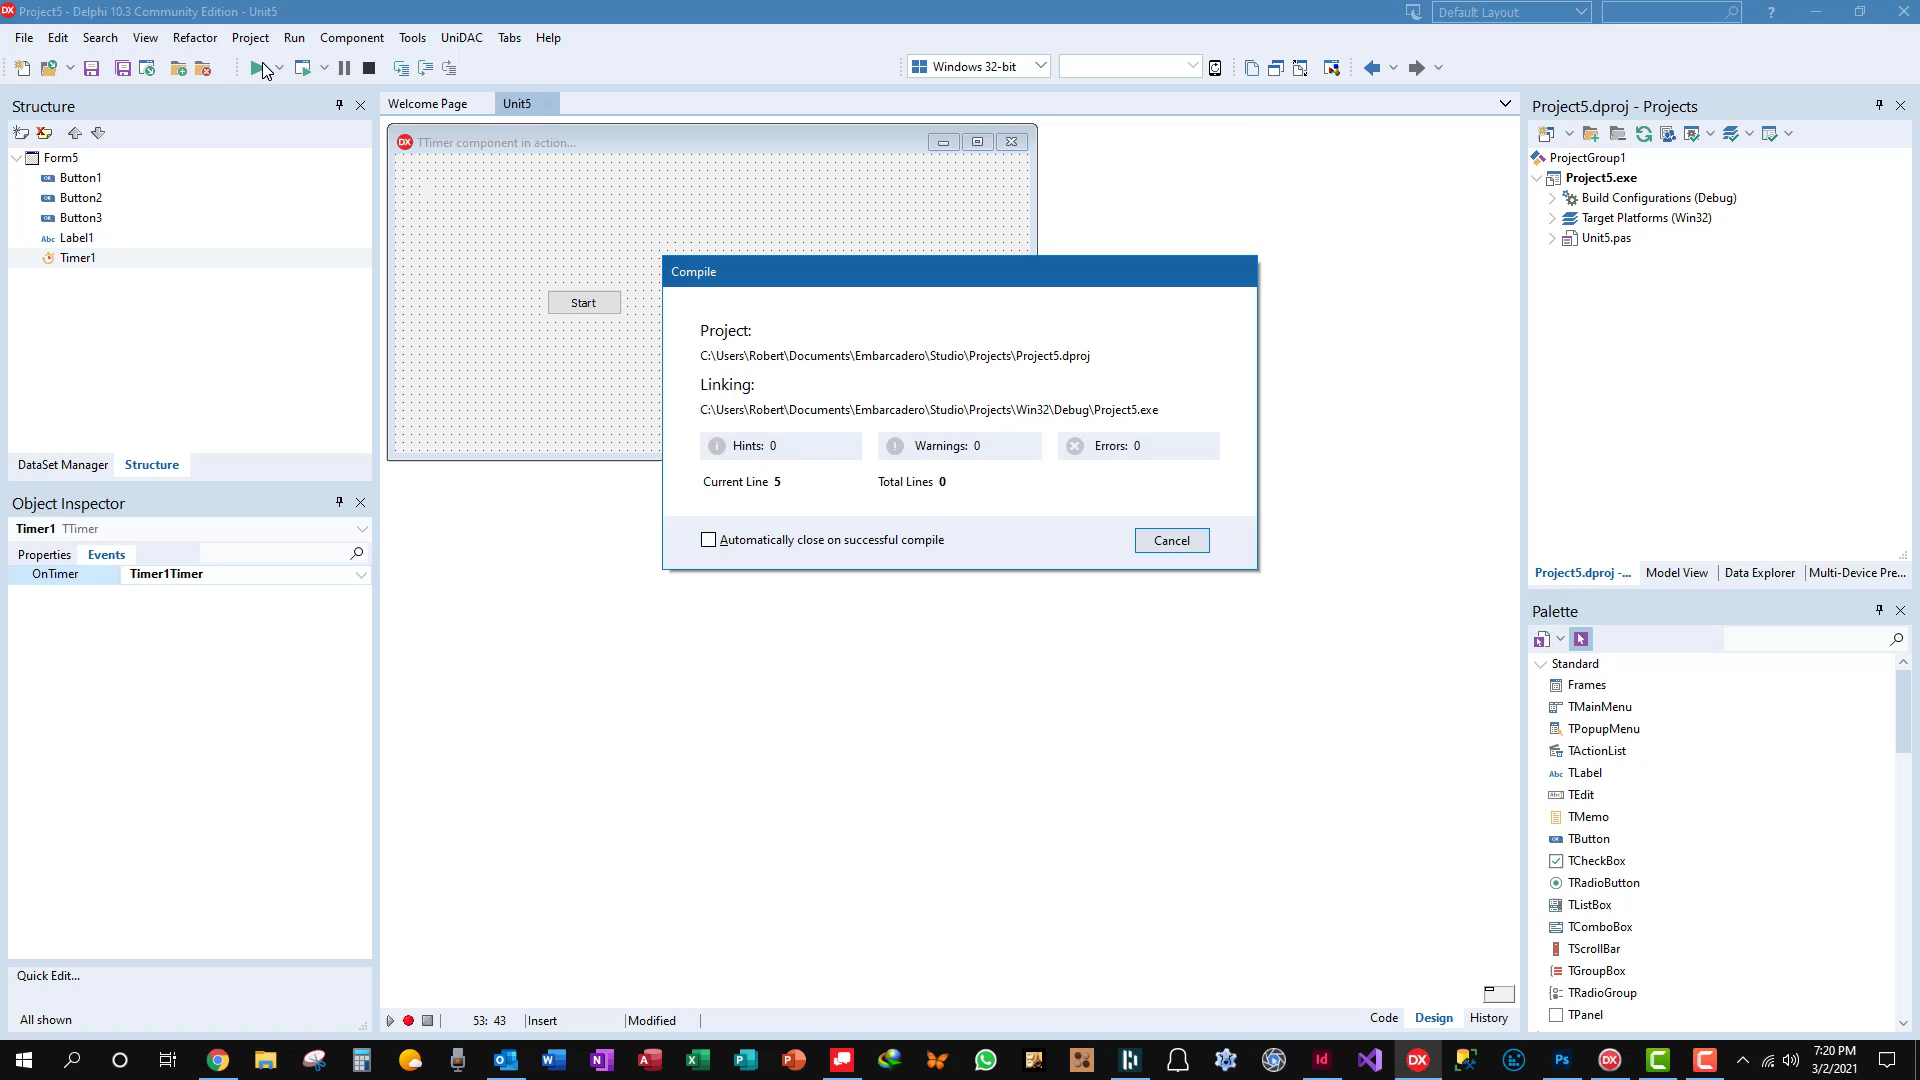 Project5 - Delphi 10.3 Community Edition - Unit5
Default Layout
File Edit Search View Refactor Project Run Component Tools UniDAC Tabs Help
Windows 32-bit
Structure
Form5
Button1
Button2
Button3
Label1
Timer1
DataSet Manager
Structure
Object Inspector
Timer1 TTimer
Properties Events
OnTimer Timer1Timer
Quick Edit...
All shown
Welcome Page
Unit5
TTimer component in action...
Start
Compile
Project:
C:\Users\Robert\Documents\Embarcadero\Studio\Projects\Project5.dproj
Linking:
C:\Users\Robert\Documents\Embarcadero\Studio\Projects\Win32\Debug\Project5.exe
Hints: 0
Warnings: 0
Errors: 0
Current Line 5
Total Lines 0
Automatically close on successful compile
Cancel
53: 43
Insert
Modified
Code
Design
History
Project5.dproj - Projects
ProjectGroup1
Project5.exe
Build Configurations (Debug)
Target Platforms (Win32)
Unit5.pas
Project5.dproj -...
Model View
Data Explorer
Multi-Device Pre...
Palette
Standard
Frames
TMainMenu
TPopupMenu
TActionList
TLabel
TEdit
TMemo
TButton
TCheckBox
TRadioButton
TListBox
TComboBox
TScrollBar
TGroupBox
TRadioGroup
TPanel
7:20 PM
3/2/2021